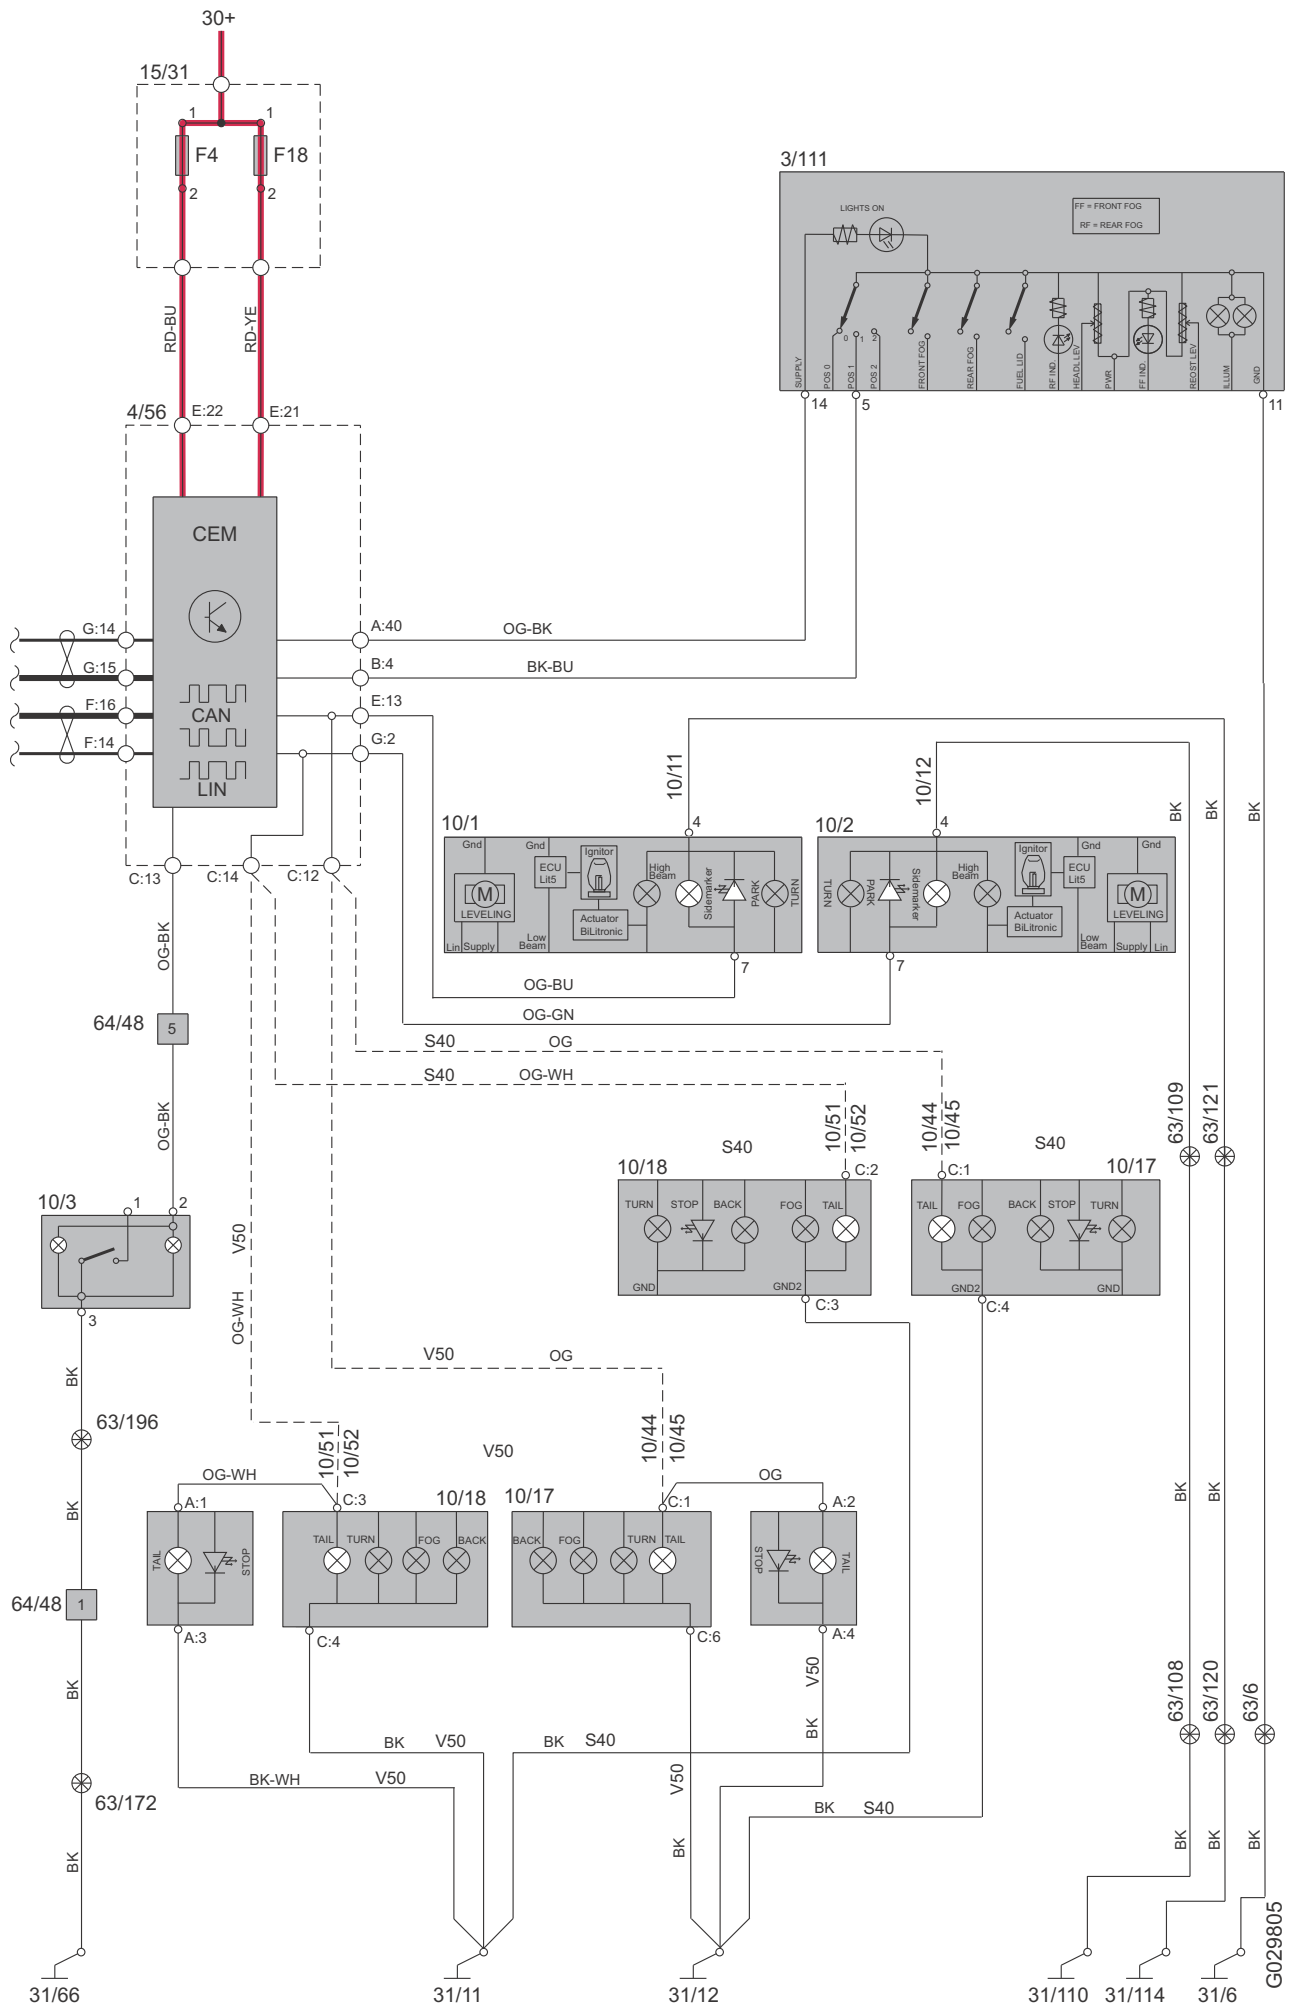 30+
15/31
1
1
F4
F18
2
2
RD-BU
RD-YE
3/111
LIGHTS ON
FF = FRONT FOG
RF = REAR FOG
0
1
2
SUPPLY
POS 0
POS 1
POS 2
FRONT FOG
REAR FOG
FUEL LID
RF IND.
HEADL LEV
PWR
FF IND.
REOST LEV
ILLUM
GND
14
5
11
4/56
E:22
E:21
CEM
G:14
A:40
OG-BK
G:15
B:4
BK-BU
F:16
CAN
E:13
F:14
G:2
LIN
10/11
10/12
BK
BK
BK
10/1
4
10/2
4
C:13
C:14
C:12
Gnd
LEVELING
M
Lin
Supply
Gnd
ECU
Lit5
Low
Beam
Ignitor
Actuator
BiLitronic
High
Beam
Sidemarker
PARK
TURN
7
TURN
PARK
Sidemarker
High
Beam
Ignitor
Actuator
BiLitronic
Gnd
ECU
Lit5
Low
Beam
Gnd
M
LEVELING
Supply
Lin
7
OG-BK
OG-BU
OG-GN
64/48
5
S40
OG
S40
OG-WH
OG-BK
10/51
10/52
10/44
10/45
63/109
63/121
S40
S40
10/18
C:2
C:1
10/17
TURN
STOP
BACK
FOG
TAIL
GND
GND2
C:3
TAIL
FOG
BACK
STOP
TURN
GND2
GND
C:4
10/3
1
2
3
V50
OG-WH
BK
V50
OG
63/196
10/51
10/52
10/44
10/45
V50
OG-WH
OG
BK
BK
BK
A:1
C:3
10/18
10/17
C:1
A:2
TAIL
STOP
TAIL
TURN
FOG
BACK
BACK
FOG
TURN
TAIL
STOP
TAIL
64/48
1
A:3
C:4
C:6
A:4
V50
BK
63/108
63/120
63/6
BK
BK
V50
BK
S40
BK-WH
V50
V50
63/172
BK
S40
BK
BK
BK
BK
BK
G029805
31/66
31/11
31/12
31/110
31/114
31/6